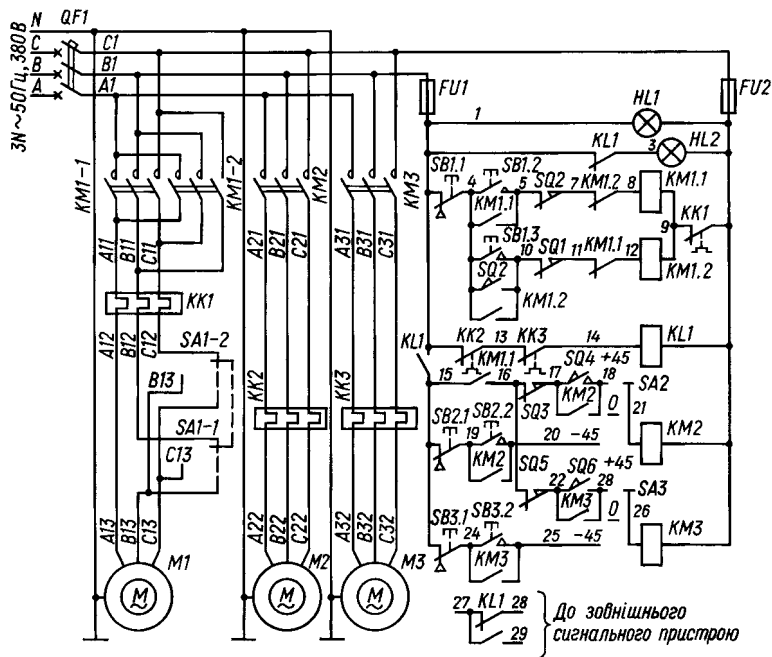 N QF1
C C1
B B1
A A1
3N~50Гц, 380В
FU1
FU2
1
HL1
KL1
3
HL2
KM1-1
KM1-2
KM2
KM3
SB1.1
SB1.2
4
KM1.1
5
SQ2
7
KM1.2
8
KM1.1
KK1
9
SB1.3
10
SQ1
11
KM1.1
12
KM1.2
SQ2
KM1.2
A11
B11
C11
A21
B21
C21
A31
B31
C31
KK1
KL1
KK2
13
KK3
14
KL1
A12
B12
C12
SA1-2
B13
SA1-1
C13
KK2
KK3
15
KM1.1
16
SQ3
17
SQ4
+45
18
KM2
0
SA2
21
KM2
SB2.1
19
SB2.2
KM2
20
-45
SQ5
22
SQ6
+45
28
KM3
0
SA3
26
KM3
SB3.1
24
SB3.2
KM3
25
-45
A13
B13
C13
A22
B22
C22
A32
B32
C32
M1
M2
M3
M
~
M
~
M
~
27
KL1
28
29
До зовнішнього
сигнального пристрою